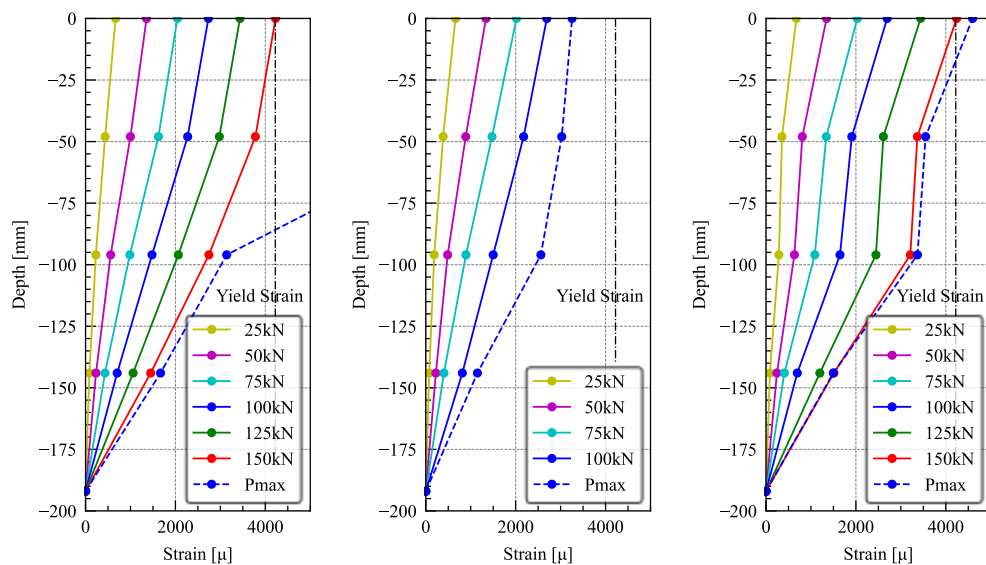 0
−25
−50
−75
−100
−125
−150
−175
−200
Depth [mm]
Yield Strain
25kN
50kN
75kN
100kN
125kN
150kN
Pmax
0
2000
4000
Strain [μ]
0
−25
−50
−75
−100
−125
−150
−175
−200
Depth [mm]
Yield Strain
25kN
50kN
75kN
100kN
Pmax
0
2000
4000
Strain [μ]
0
−25
−50
−75
−100
−125
−150
−175
−200
Depth [mm]
Yield Strain
25kN
50kN
75kN
100kN
125kN
150kN
Pmax
0
2000
4000
Strain [μ]